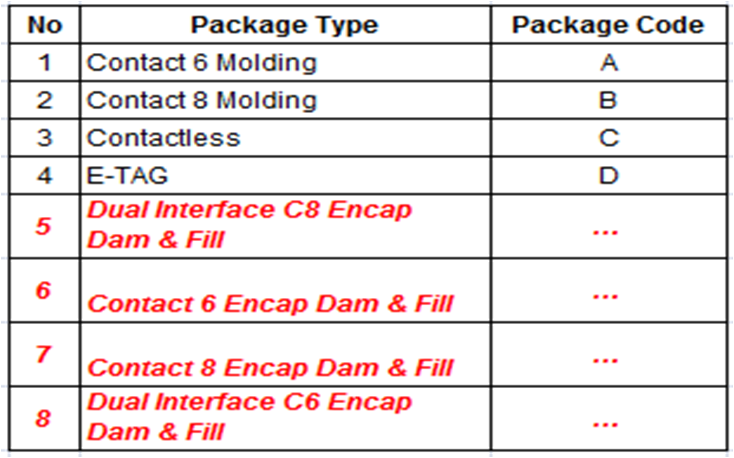 No Package Type Package Code
1 Contact 6 Molding A
2 Contact 8 Molding B
3 Contactless C
4 E-TAG D
5 Dual Interface C8 Encap Dam & Fill ...
6 Contact 6 Encap Dam & Fill ...
7 Contact 8 Encap Dam & Fill ...
8 Dual Interface C6 Encap Dam & Fill ...